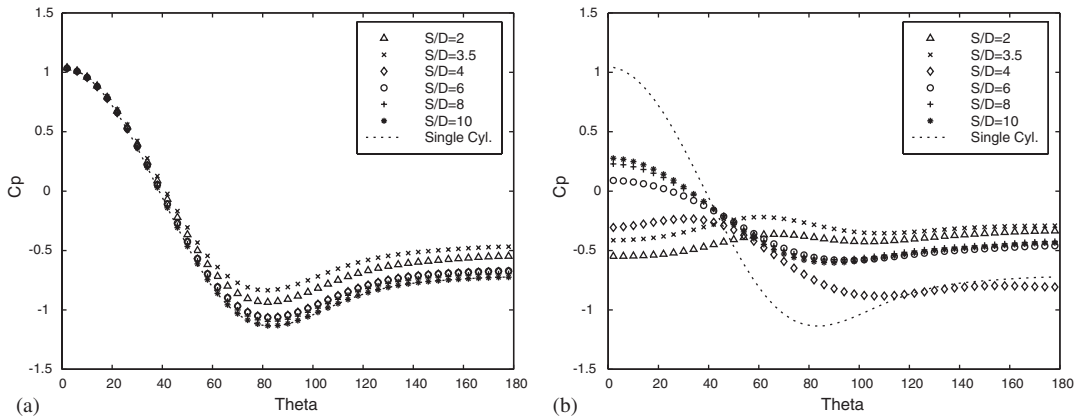 1.5
1
0.5
0
-0.5
-1
-1.5
Cp
0 20 40 60 80 100 120 140 160 180
Theta
S/D=2
S/D=3.5
S/D=4
S/D=6
S/D=8
S/D=10
Single Cyl.
(a)
1.5
1
0.5
0
-0.5
-1
-1.5
Cp
0 20 40 60 80 100 120 140 160 180
Theta
S/D=2
S/D=3.5
S/D=4
S/D=6
S/D=8
S/D=10
Single Cyl.
(b)